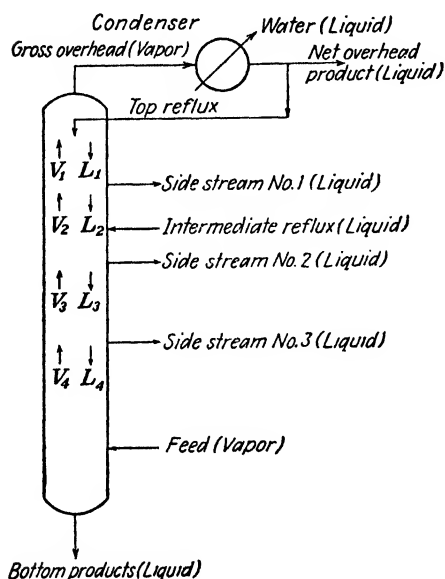 Condenser
Water (Liquid)
Gross overhead (Vapor)
Net overhead
product (Liquid)
Top reflux
V1 L1
Side stream No.1 (Liquid)
V2 L2
Intermediate reflux (Liquid)
Side stream No.2 (Liquid)
V3 L3
Side stream No.3 (Liquid)
V4 L4
Feed (Vapor)
Bottom products (Liquid)